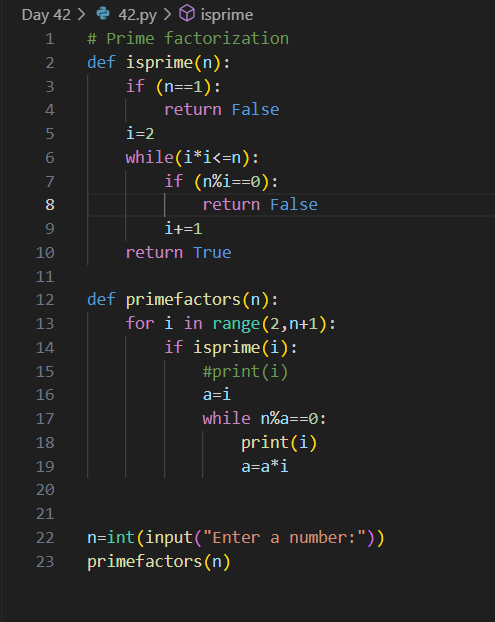 Day 42 > 42.py > isprime
1 # Prime factorization
2 def isprime(n):
3     if (n==1):
4         return False
5     i=2
6     while(i*i<=n):
7         if (n%i==0):
8             return False
9         i+=1
10     return True
11
12 def primefactors(n):
13     for i in range(2,n+1):
14         if isprime(i):
15             #print(i)
16             a=i
17             while n%a==0:
18                 print(i)
19                 a=a*i
20
21
22 n=int(input("Enter a number:"))
23 primefactors(n)